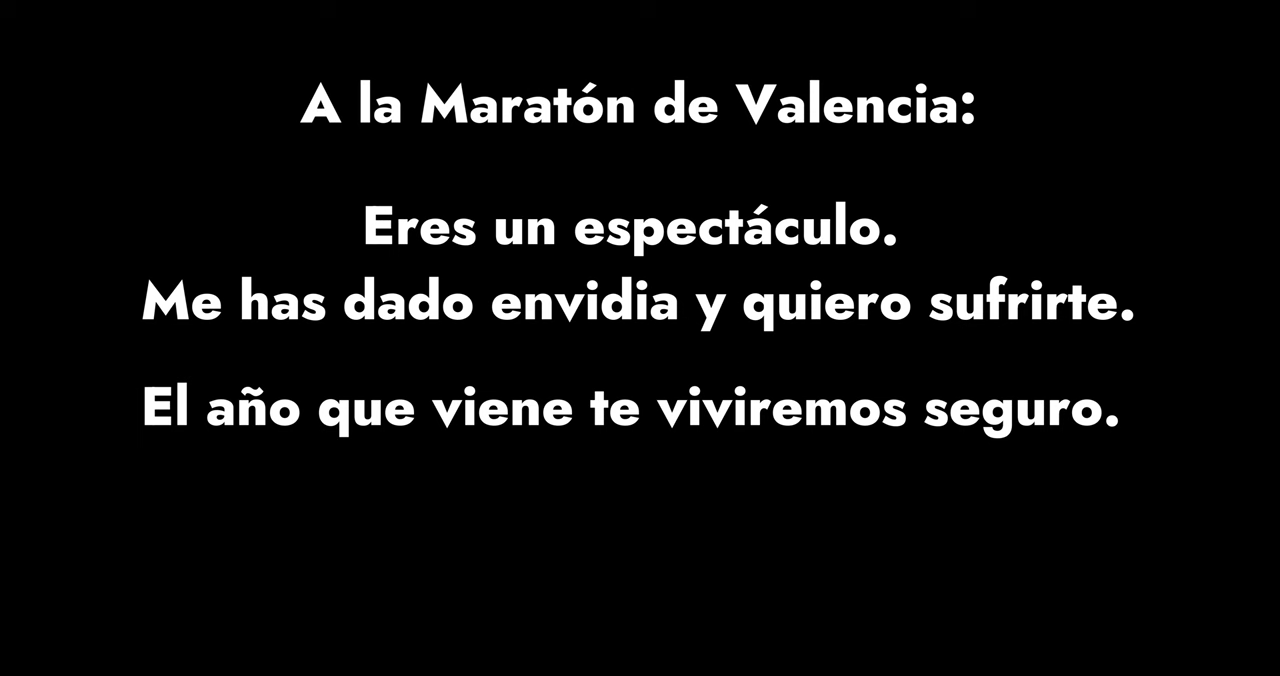 A la Maratón de Valencia:
Eres un espectáculo.
Me has dado envidia y quiero sufrirte.
El año que viene te viviremos seguro.